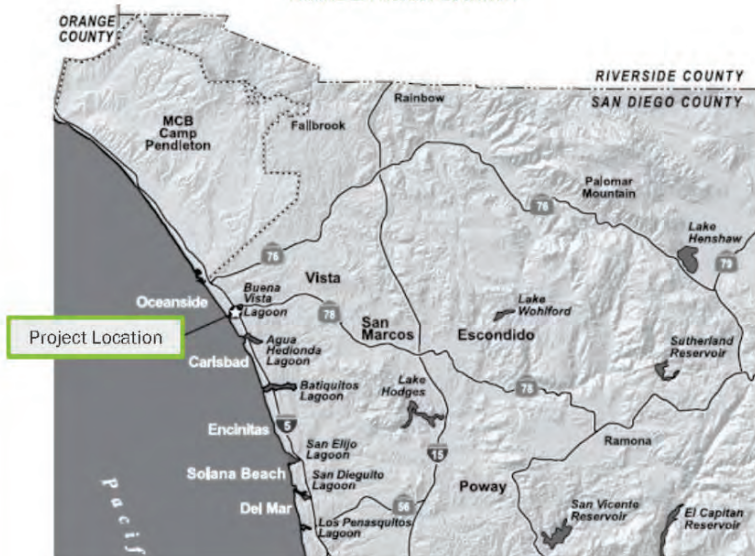 ORANGE
COUNTY
RIVERSIDE COUNTY
SAN DIEGO COUNTY
Rainbow
MCB
Camp
Pendleton
Fallbrook
Palomar
Mountain
76
Lake
Henshaw
79
76
Vista
Buena
Vista
Lagoon
Oceanside
Project Location
78
Lake
Wohlford
San
Marcos
Escondido
Agua
Hedionda
Lagoon
Carlsbad
Sutherland
Reservoir
Batiquitos
Lagoon
Lake
Hodges
78
Encinitas
5
San Elijo
Lagoon
15
Ramona
Solana Beach
San Dieguito
Lagoon
Poway
Del Mar
56
San Vicente
Reservoir
El Capitan
Reservoir
Los Penasquitos
Lagoon
Pacif